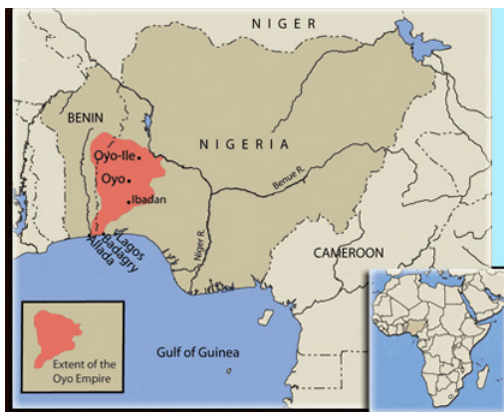 NIGER
BENIN
NIGERIA
Oyo-Ile
Oyo
Ibadan
Benue R.
Niger R.
Lagos
Badagry
Allada
CAMEROON
Gulf of Guinea
Extent of the
Oyo Empire